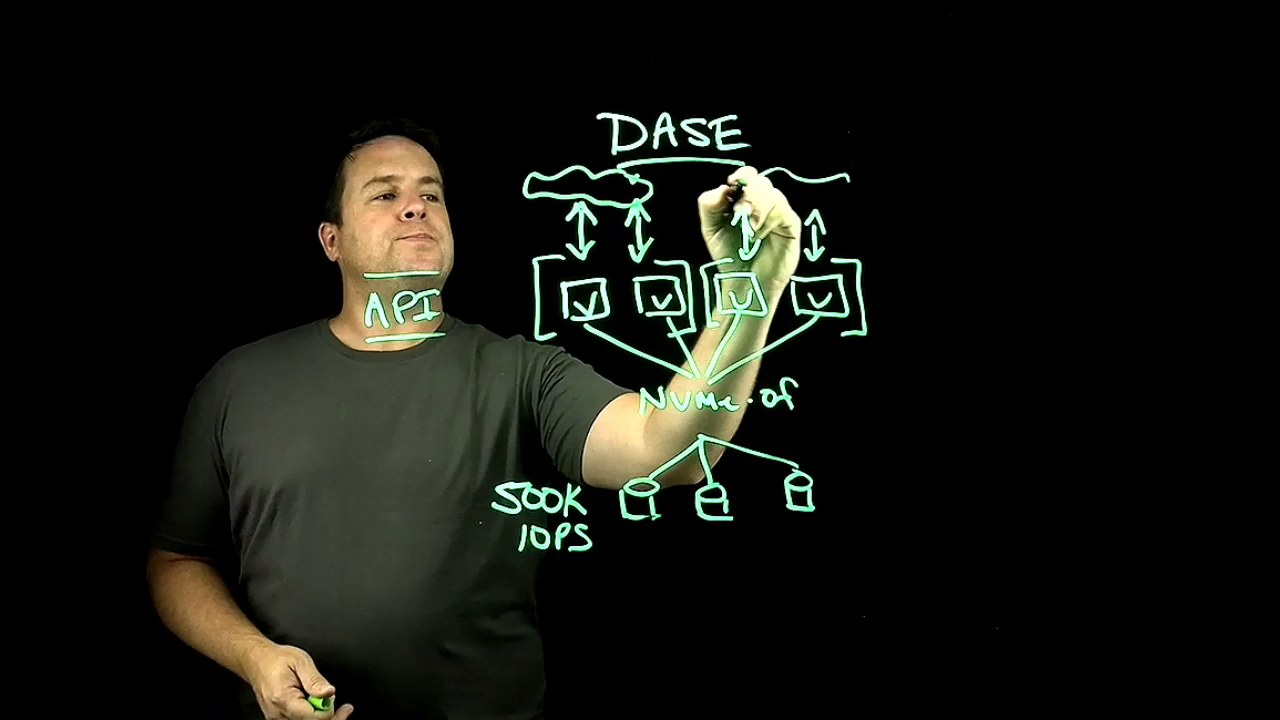 DASE
API
V V V V
NVMe.of
500K
IOPS